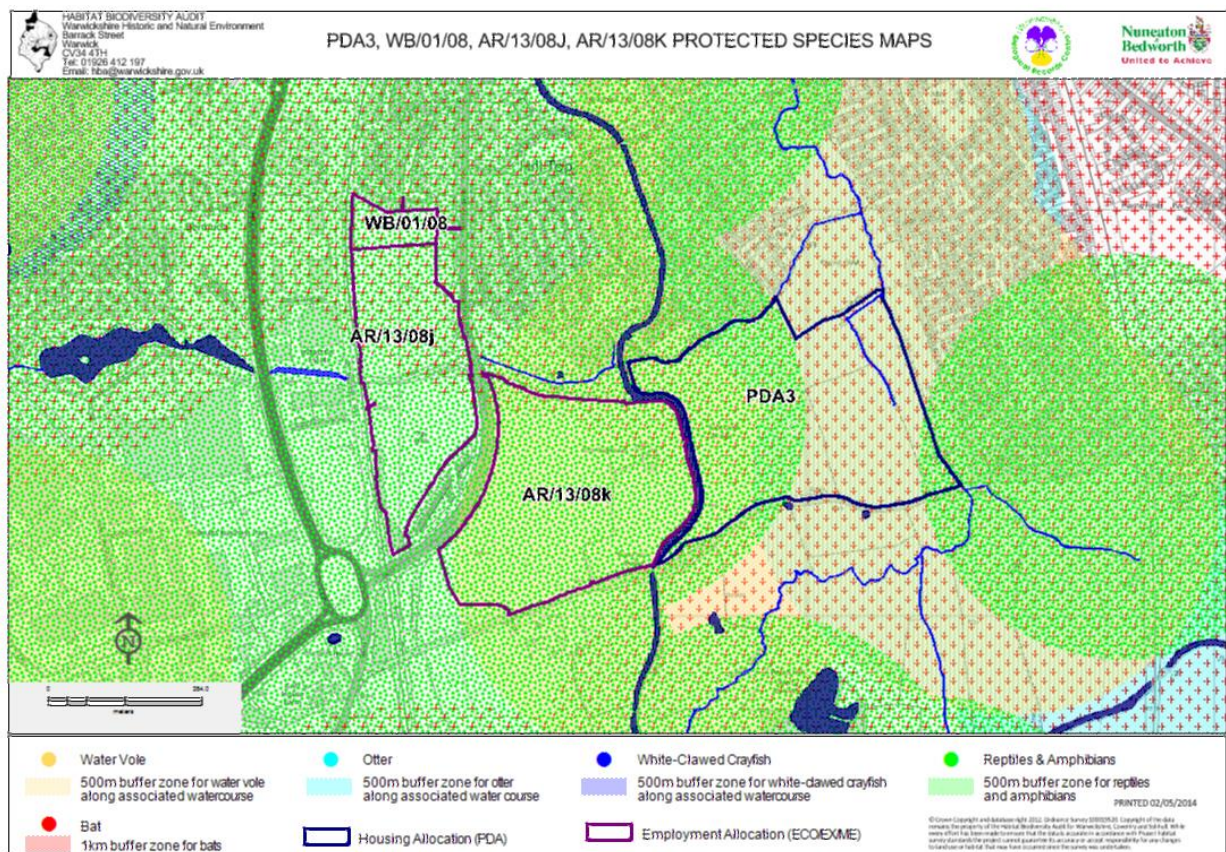 HABITAT BIODIVERSITY AUDIT
Warwickshire Historic and Natural Environment
Barrack Street
Warwick
CV34 4TH
Tel: 01926 412 197
Email: hba@warwickshire.gov.uk
PDA3, WB/01/08, AR/13/08J, AR/13/08K PROTECTED SPECIES MAPS
Nuneaton
Bedworth
United to Achieve
WB/01/08
AR/13/08j
PDA3
AR/13/08k
N
0
meters
Water Vole
500m buffer zone for water vole
along associated watercourse
Otter
500m buffer zone for otter
along associated water course
White-Clawed Crayfish
500m buffer zone for white-clawed crayfish
along associated watercourse
Reptiles & Amphibians
500m buffer zone for reptiles
and amphibians
Bat
1km buffer zone for bats
Housing Allocation (PDA)
Employment Allocation (ECO/EX/ME)
PRINTED 02/05/2014